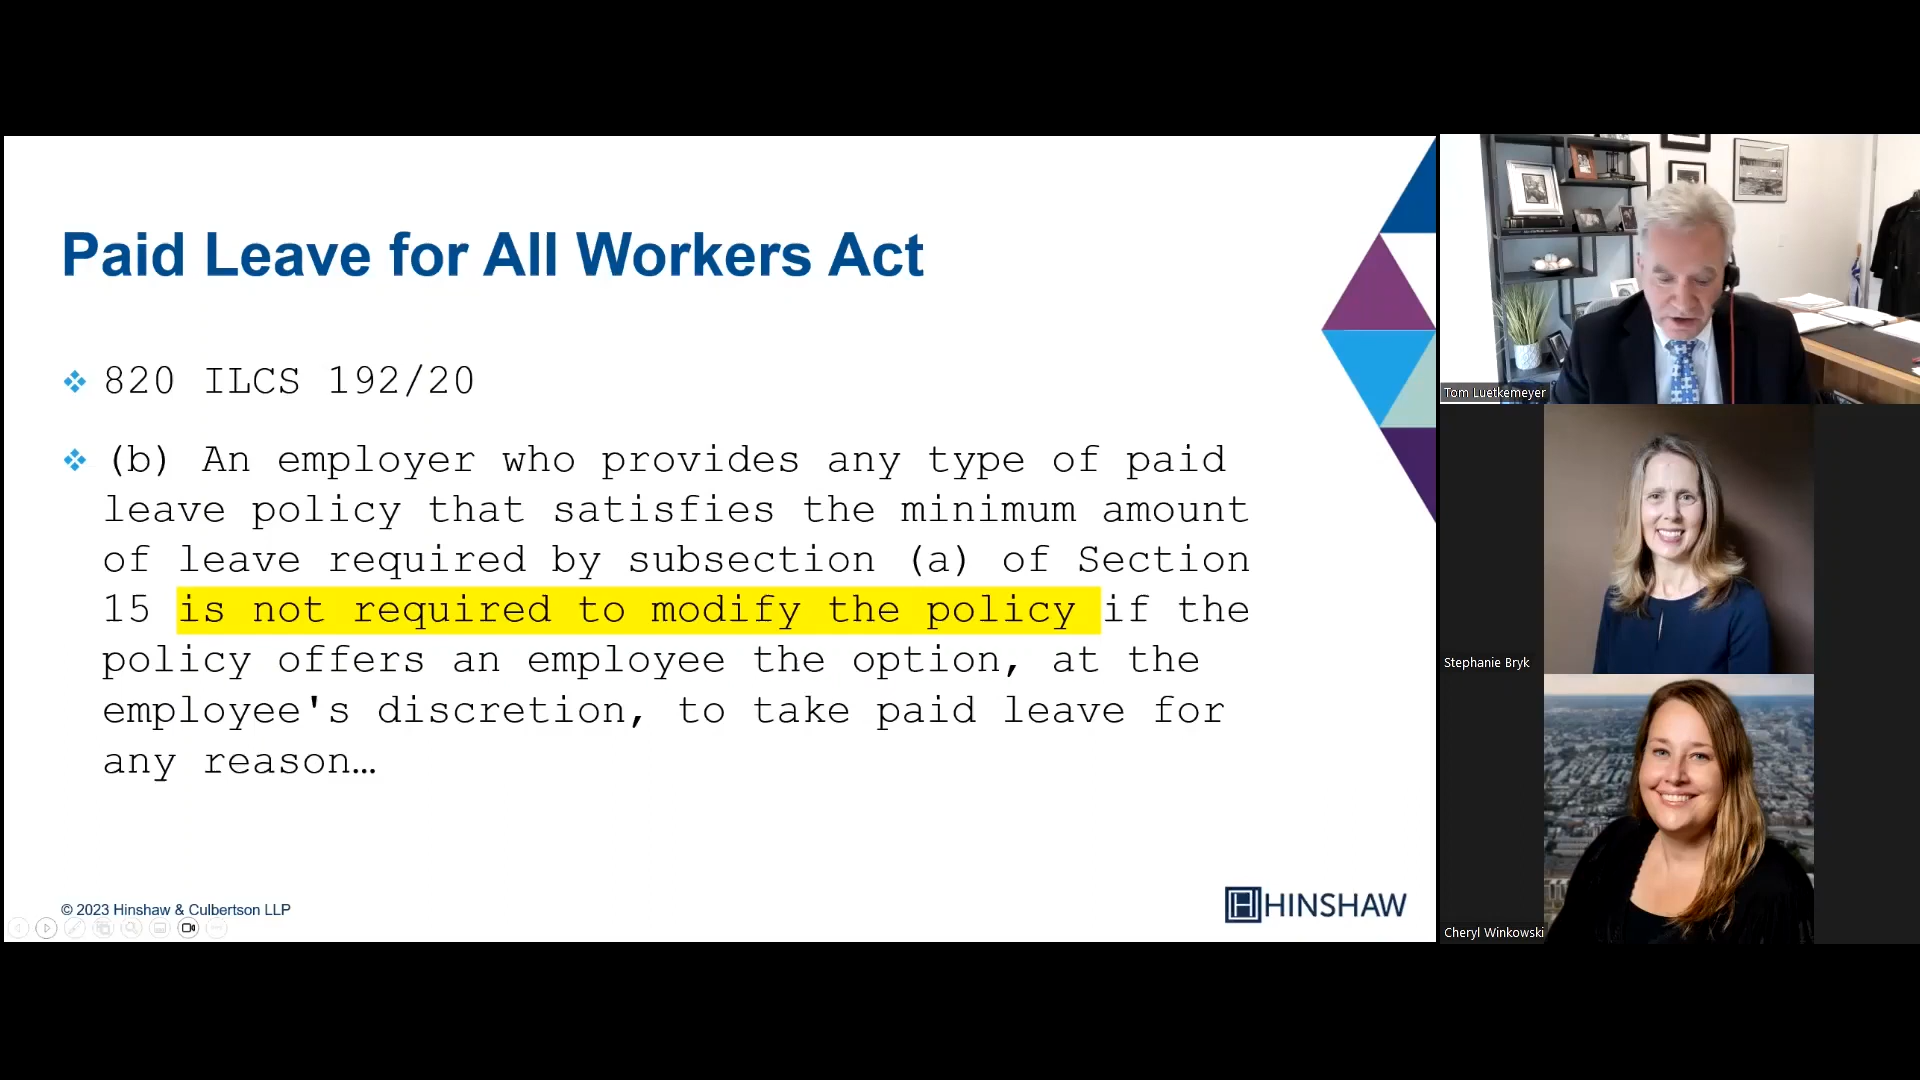 Paid Leave for All Workers Act
820 ILCS 192/20
(b) An employer who provides any type of paid
leave policy that satisfies the minimum amount
of leave required by subsection (a) of Section
15 is not required to modify the policy if the
policy offers an employee the option, at the
employee's discretion, to take paid leave for
any reason…
© 2023 Hinshaw & Culbertson LLP
HINSHAW
Tom Luetkemeyer
Stephanie Bryk
Cheryl Winkowski